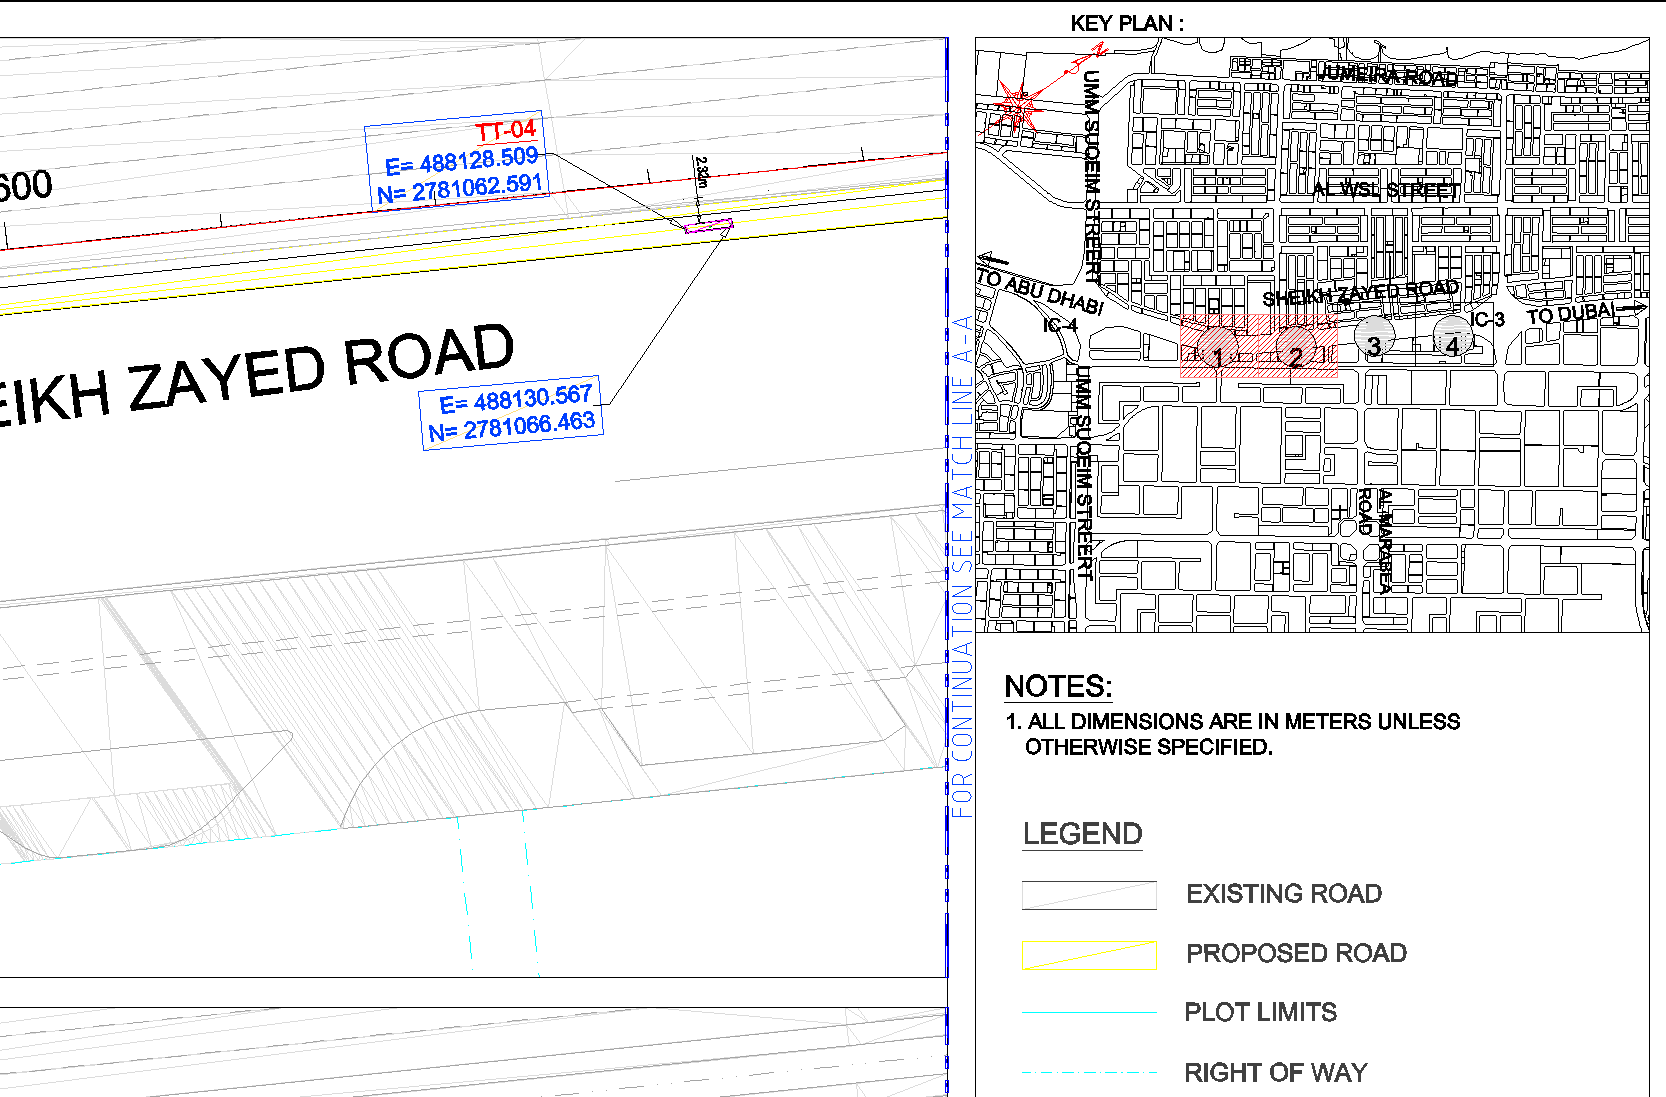 KEY PLAN :
TT-04
E= 488128.509
N= 2781062.591
2.32m
600
EIKH ZAYED ROAD
E= 488130.567
N= 2781066.463
FOR CONTINUATION SEE MATCH LINE A-A
N
JUMEIRA ROAD
UMM SUQEIM STREERT
AL WSL STREET
TO ABU DHABI
SHEIKH ZAYED ROAD
IC-4
IC-3
TO DUBAI
1
2
3
4
UMM SUQEIM STREERT
AL MARABEA
ROAD
NOTES:
1. ALL DIMENSIONS ARE IN METERS UNLESS
OTHERWISE SPECIFIED.
LEGEND
EXISTING ROAD
PROPOSED ROAD
PLOT LIMITS
RIGHT OF WAY